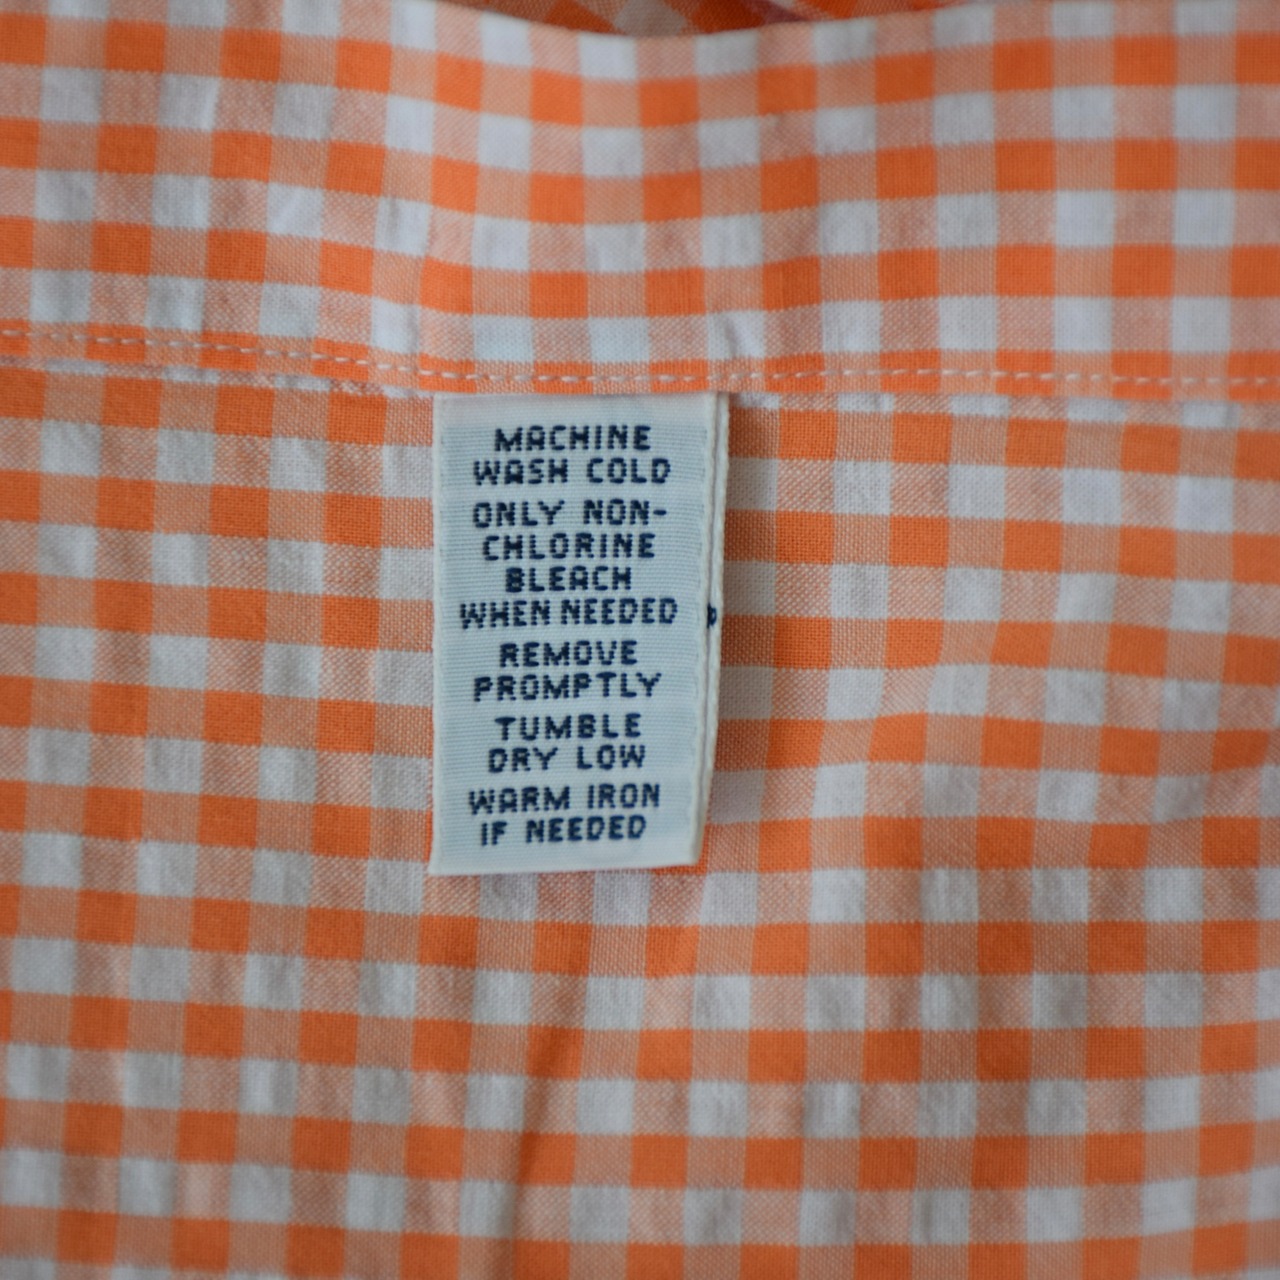 MACHINE
WASH COLD
ONLY NON-
CHLORINE
BLEACH
WHEN NEEDED
REMOVE
PROMPTLY
TUMBLE
DRY LOW
WARM IRON
IF NEEDED